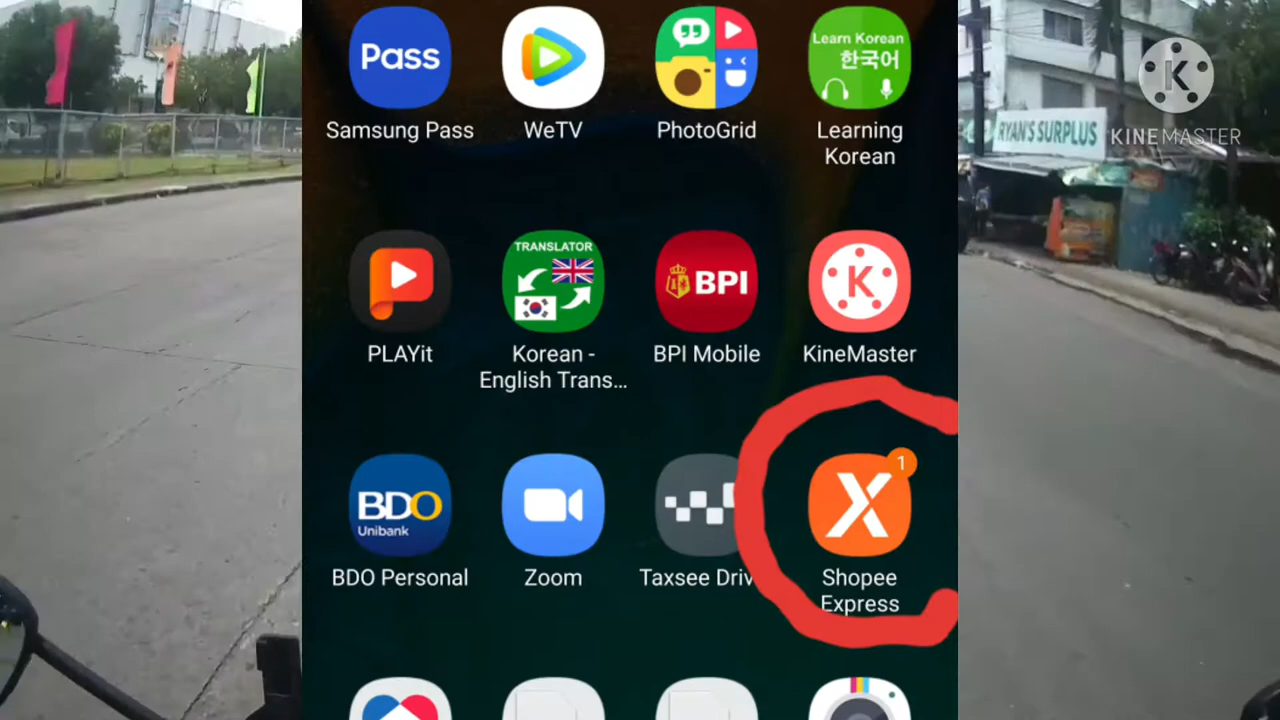 Pass
Samsung Pass
WeTV
PhotoGrid
Learn Korean
한국어
Learning
Korean
RYAN'S SURPLUS
K
KINEMASTER
PLAYit
TRANSLATOR
Korean -
English Trans...
BPI
BPI Mobile
K
KineMaster
BDO
Unibank
BDO Personal
Zoom
Taxsee Driv
X
1
Shopee
Express